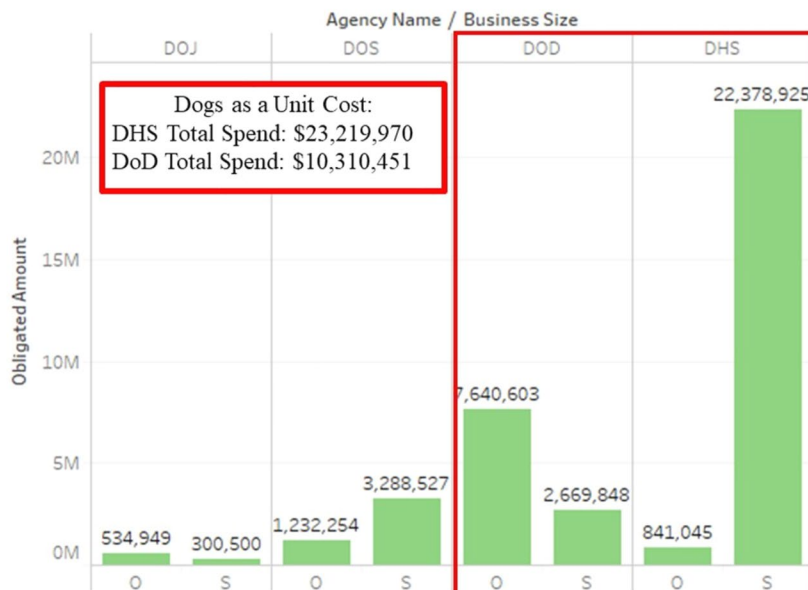 Agency Name / Business Size
DOJ DOS DOD DHS
Dogs as a Unit Cost:
DHS Total Spend: $23,219,970
DoD Total Spend: $10,310,451
Obligated Amount
20M
15M
10M
5M
0M
534,949
300,500
1,232,254
3,288,527
7,640,603
2,669,848
841,045
22,378,925
O S O S O S O S